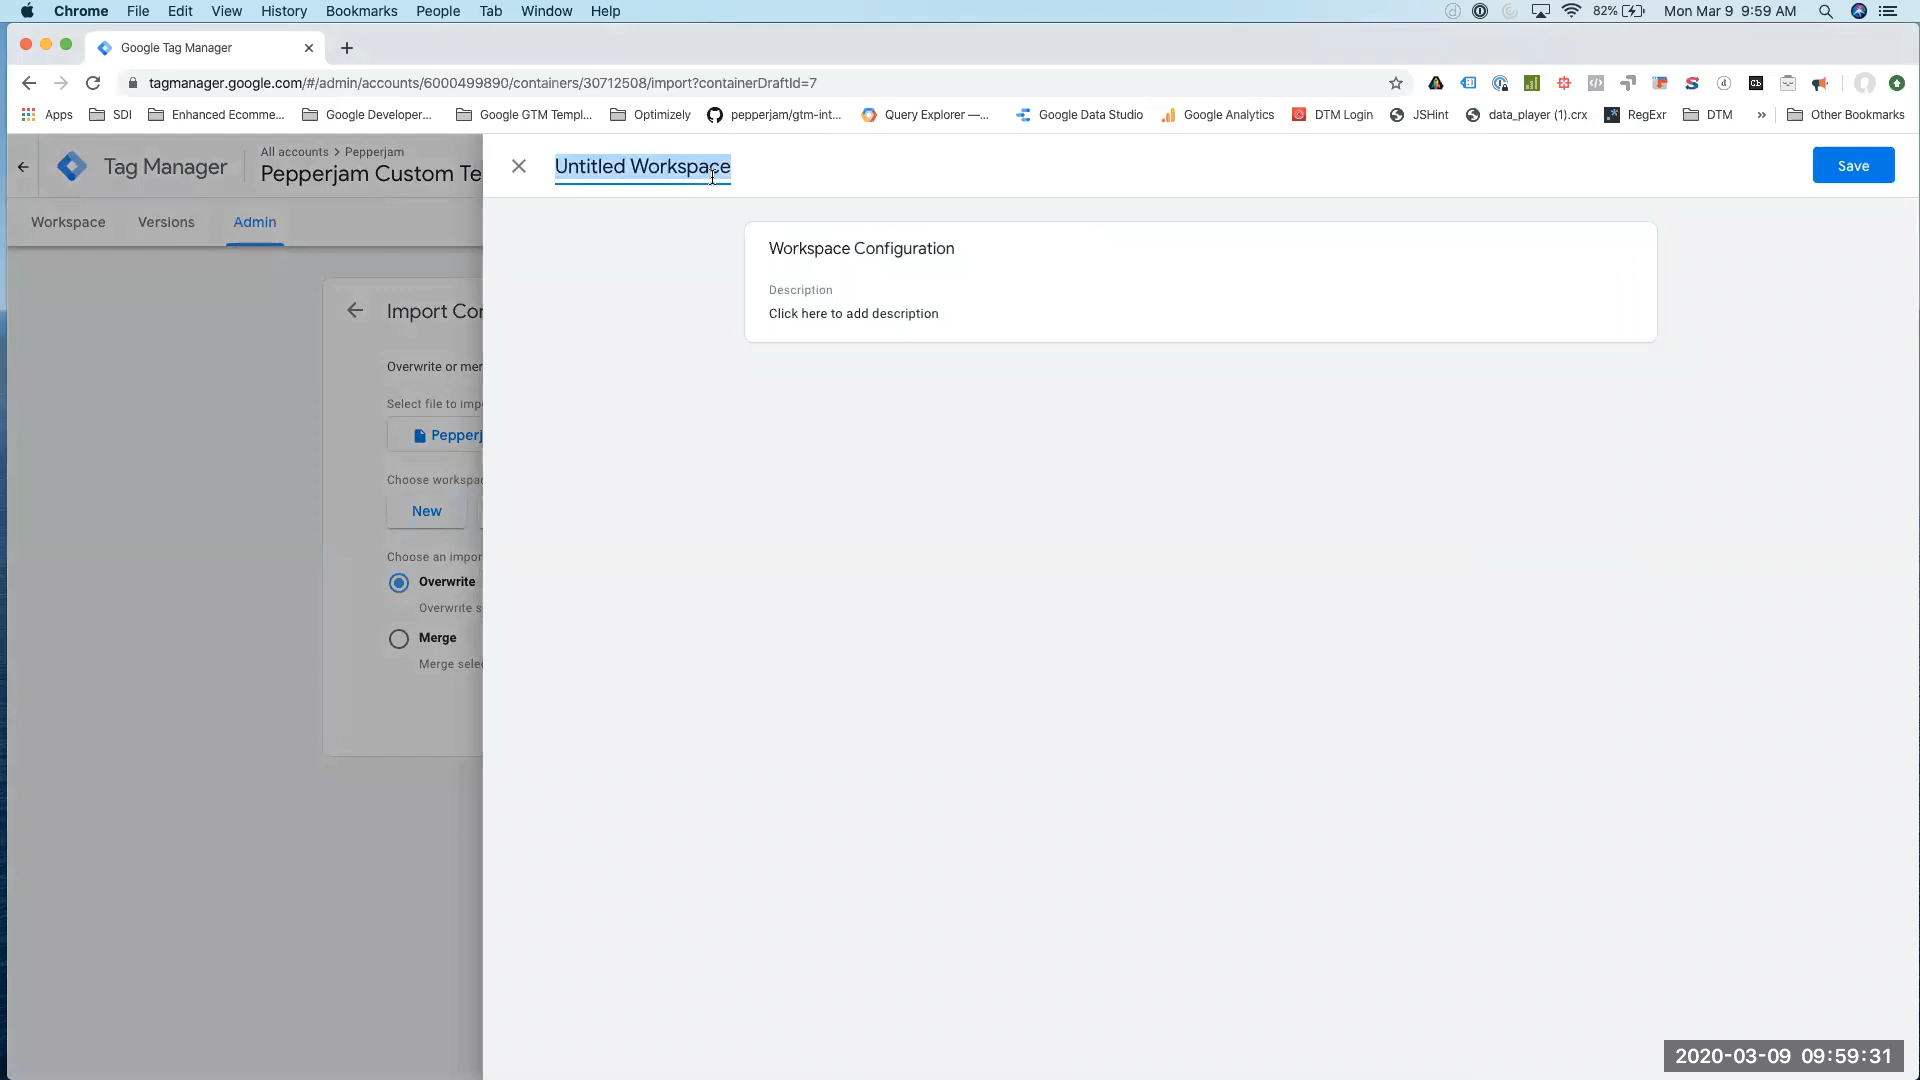 Chrome File Edit View History Bookmarks People Tab Window Help 82% Mon Mar 9 9:59 AM
Google Tag Manager
tagmanager.google.com/#/admin/accounts/6000499890/containers/30712508/import?containerDraftId=7
Apps SDI Enhanced Ecomme... Google Developer... Google GTM Templ... Optimizely pepperjam/gtm-int... Query Explorer —... Google Data Studio Google Analytics DTM Login JSHint data_player (1).crx RegExr DTM » Other Bookmarks
Tag Manager
All accounts > Pepperjam
Pepperjam Custom Te
Untitled Workspace
Save
Workspace Versions Admin
Workspace Configuration
Description
Click here to add description
Import Con
Overwrite or mer
Select file to impo
Pepperj
Choose workspac
New
Choose an impor
Overwrite
Overwrite s
Merge
Merge selec
2020-03-09 09:59:31